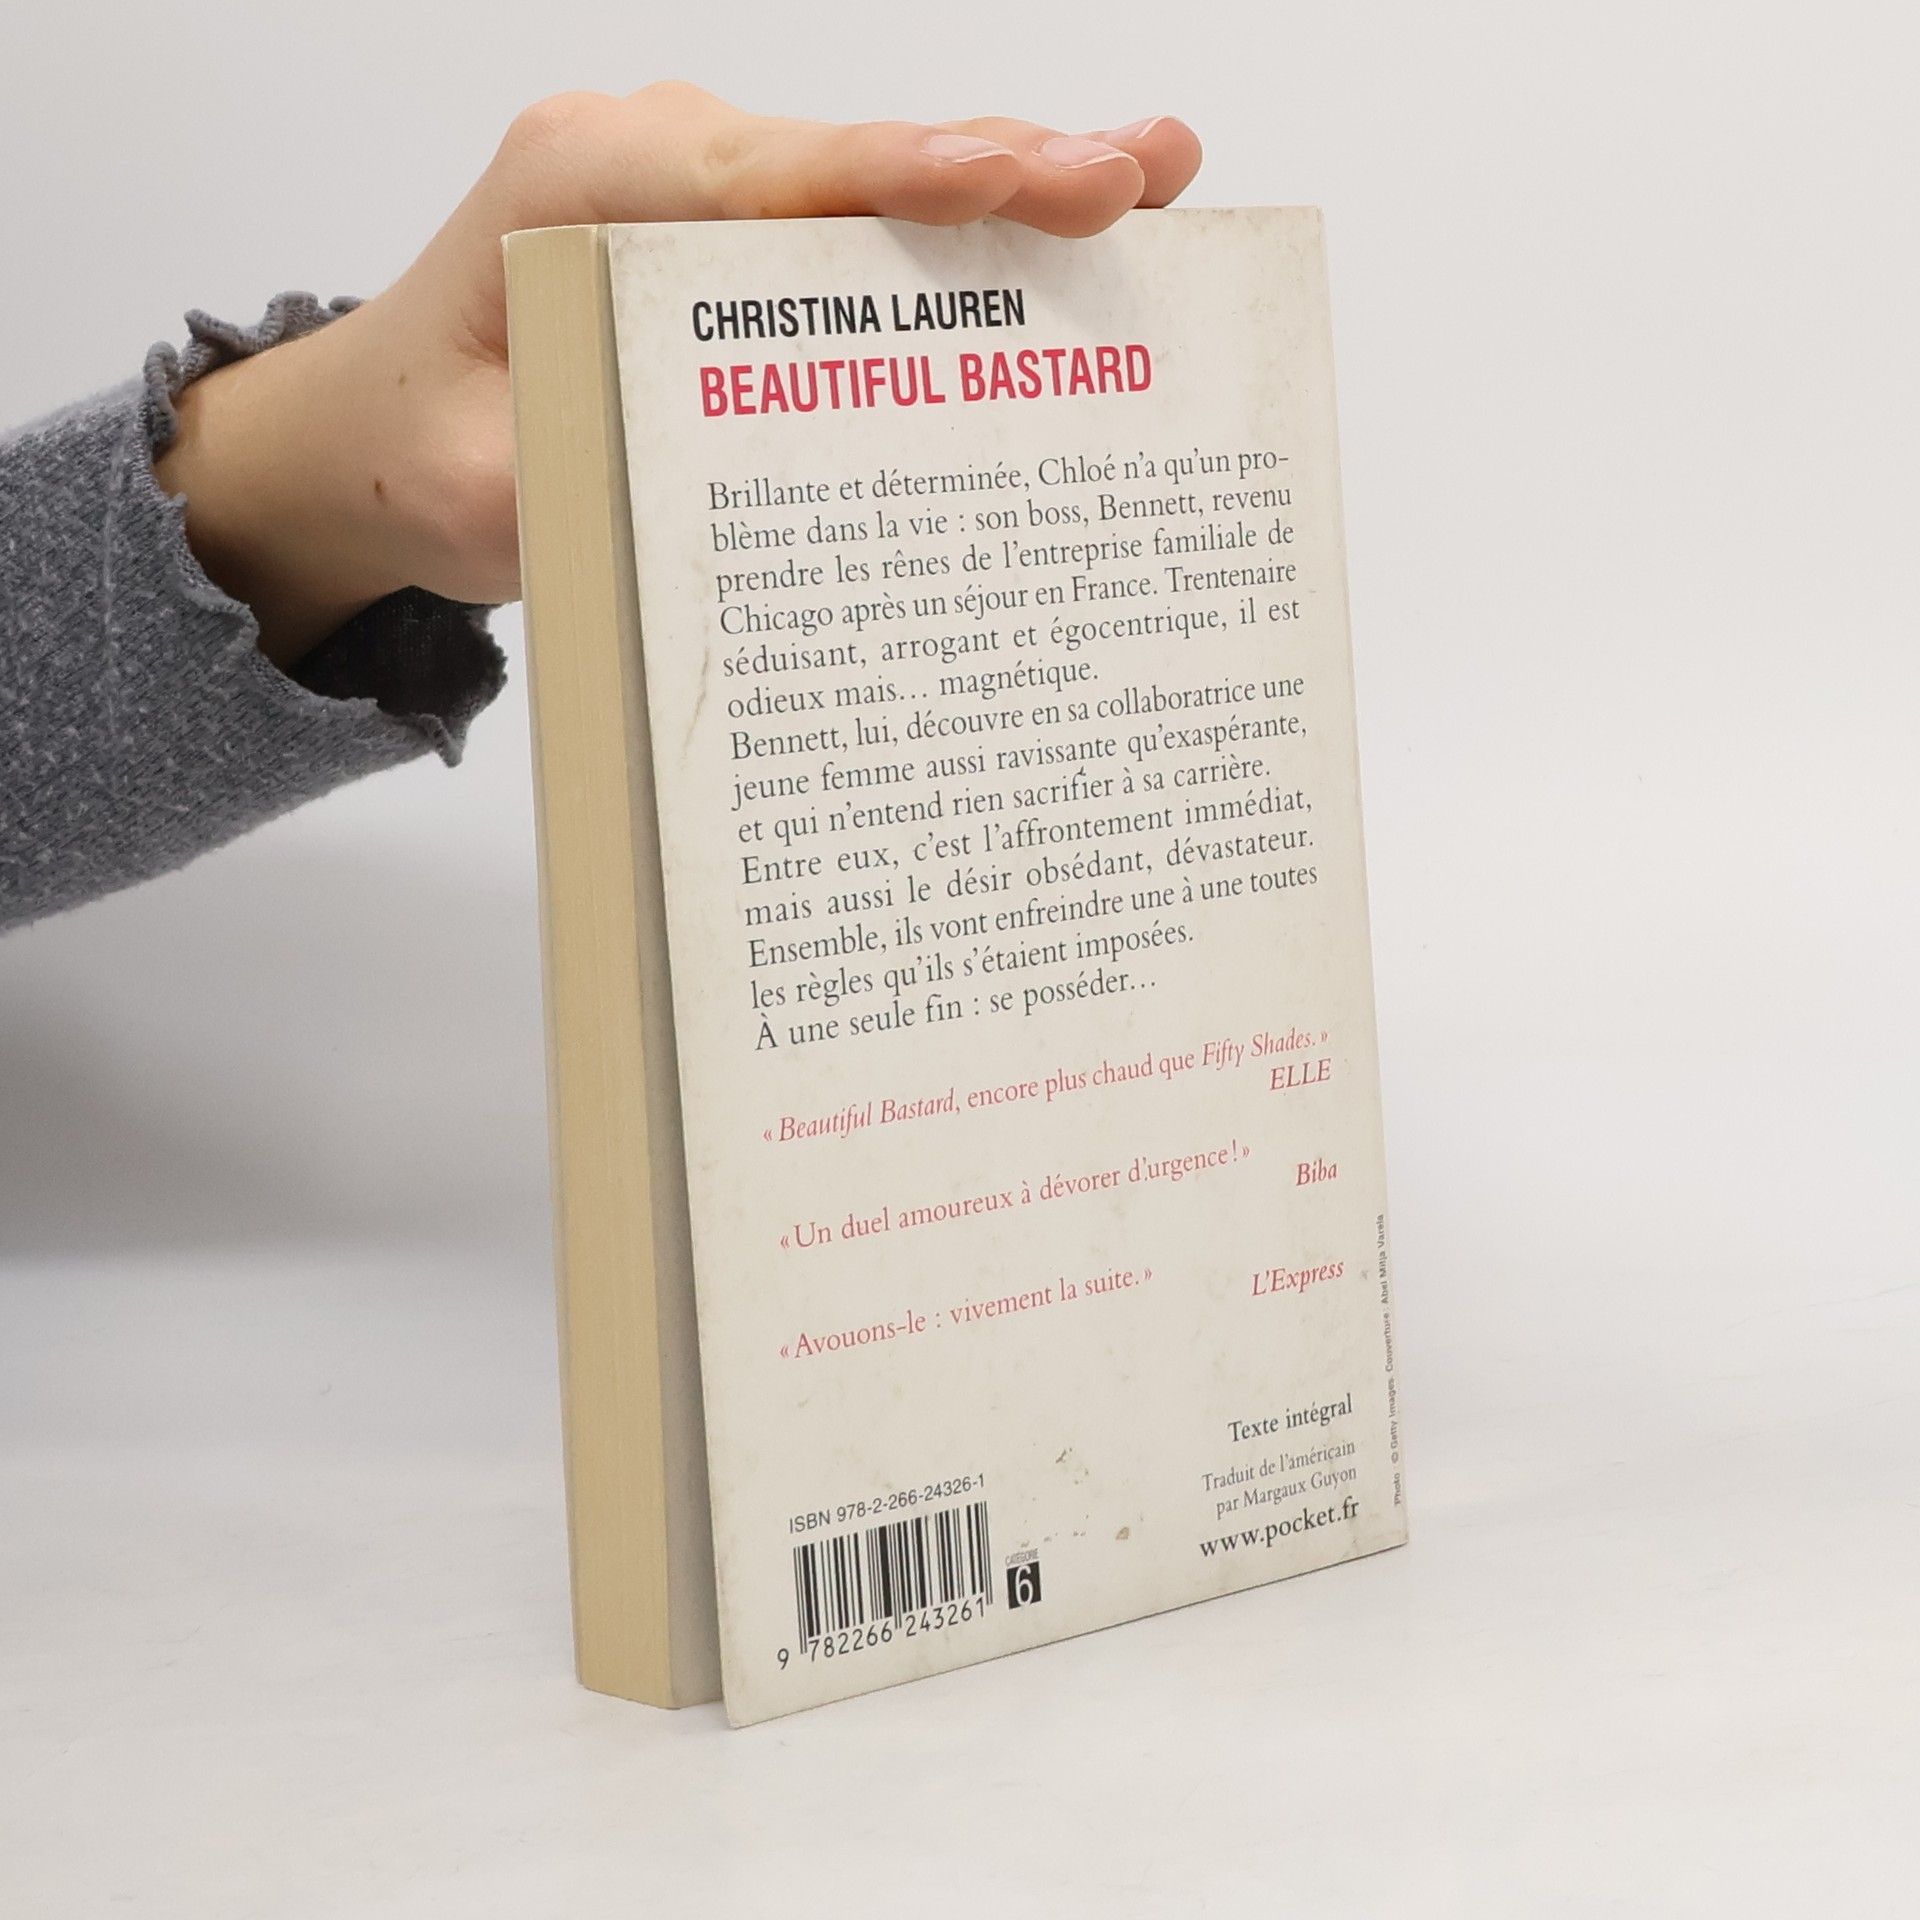 CHRISTINA LAUREN
BEAUTIFUL BASTARD
Brillante et déterminée, Chloé n'a qu'un pro-
blème dans la vie : son boss, Bennett, revenu
prendre les rênes de l'entreprise familiale de
Chicago après un séjour en France. Trentenaire
séduisant, arrogant et égocentrique, il est
odieux mais... magnétique.
Bennett, lui, découvre en sa collaboratrice une
jeune femme aussi ravissante qu'exaspérante,
et qui n'entend rien sacrifier à sa carrière.
Entre eux, c'est l'affrontement immédiat,
mais aussi le désir obsédant, dévastateur.
Ensemble, ils vont enfreindre une à une toutes
les règles qu'ils s'étaient imposées.
À une seule fin : se posséder...
« Beautiful Bastard, encore plus chaud que Fifty Shades. »
ELLE
« Un duel amoureux à dévorer d'urgence ! »
Biba
« Avouons-le : vivement la suite. »
L'Express
Texte intégral
Traduit de l'américain
par Margaux Guyon
www.pocket.fr
ISBN 978-2-266-24326-1
9 782266 243261
CATÉGORIE
6
Photo : © Getty Images. Couverture : Abel Mitja Varela